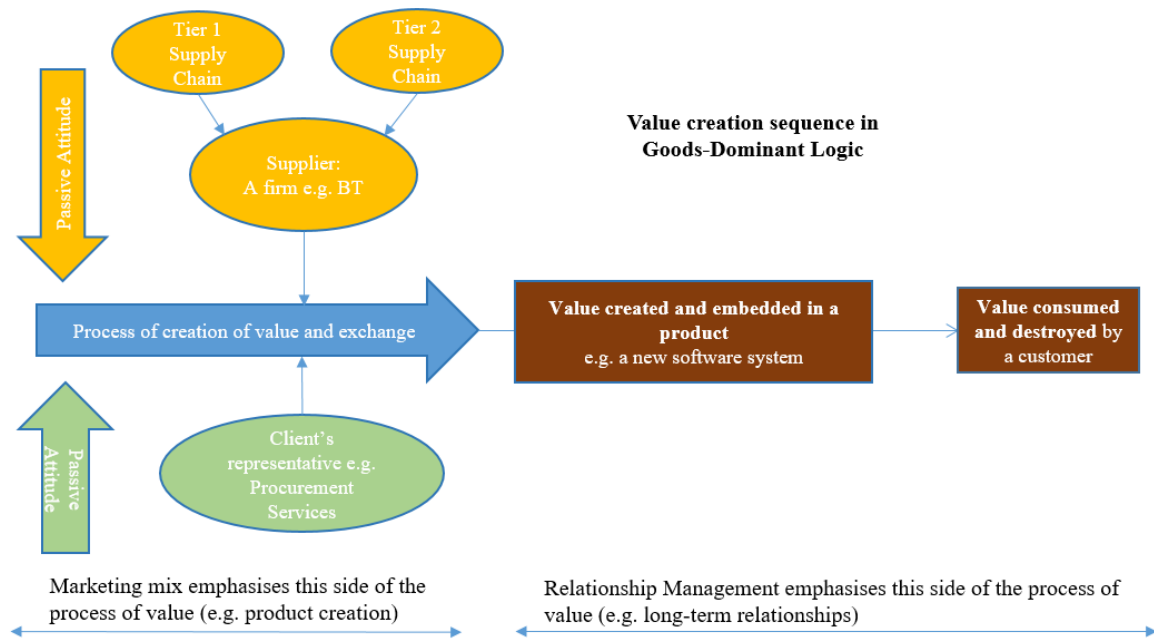 Tier 1
Supply
Chain
Tier 2
Supply
Chain
Passive Attitude
Value creation sequence in
Goods-Dominant Logic
Supplier:
A firm e.g. BT
Process of creation of value and exchange
Value created and embedded in a
product
e.g. a new software system
Value consumed
and destroyed by
a customer
Passive
Attitude
Client's
representative e.g.
Procurement
Services
Marketing mix emphasises this side of the
process of value (e.g. product creation)
Relationship Management emphasises this side of the process of
value (e.g. long-term relationships)